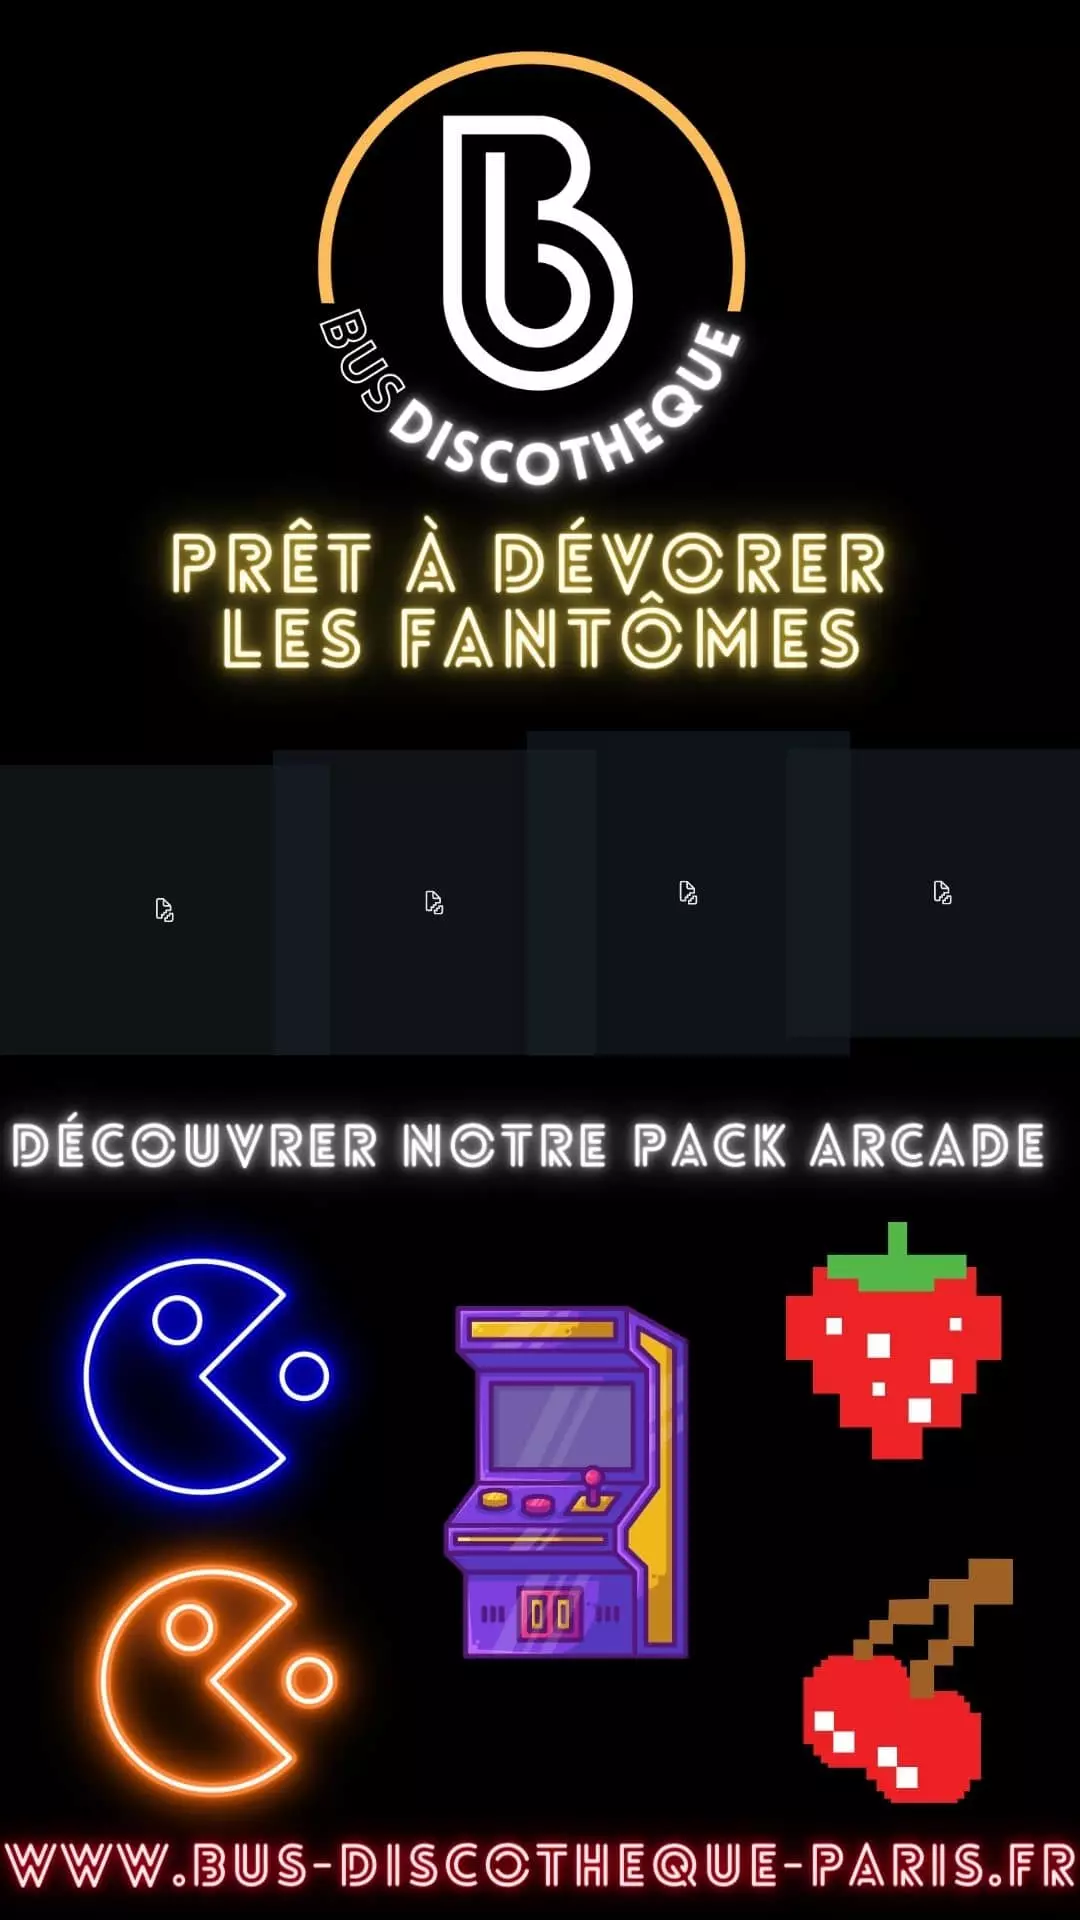 B
BUS DISCOTHEQUE
PRÊT À DÉVORER
LES FANTÔMES
DÉCOUVRER NOTRE PACK ARCADE
WWW.BUS-DISCOTHEQUE-PARIS.FR